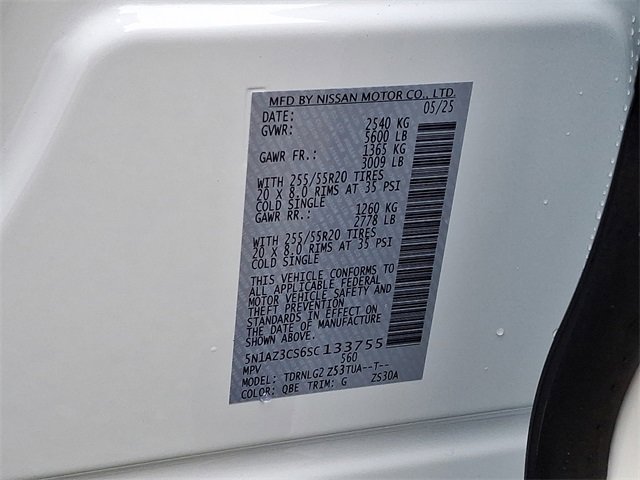 MFD BY NISSAN MOTOR CO., LTD.
DATE: 05/25
GVWR: 2540 KG
5600 LB
GAWR FR.: 1365 KG
3009 LB
WITH 255/55R20 TIRES
20 X 8.0 RIMS AT 35 PSI
COLD SINGLE
GAWR RR.: 1260 KG
2778 LB
WITH 255/55R20 TIRES
20 X 8.0 RIMS AT 35 PSI
COLD SINGLE
THIS VEHICLE CONFORMS TO
ALL APPLICABLE FEDERAL
MOTOR VEHICLE SAFETY AND
THEFT PREVENTION
STANDARDS IN EFFECT ON
THE DATE OF MANUFACTURE
SHOWN ABOVE.
5N1AZ3CS6SC133755
MPV 560
MODEL: TDRNLG2 Z53TUA--T--
COLOR: QBE TRIM: G ZS3OA